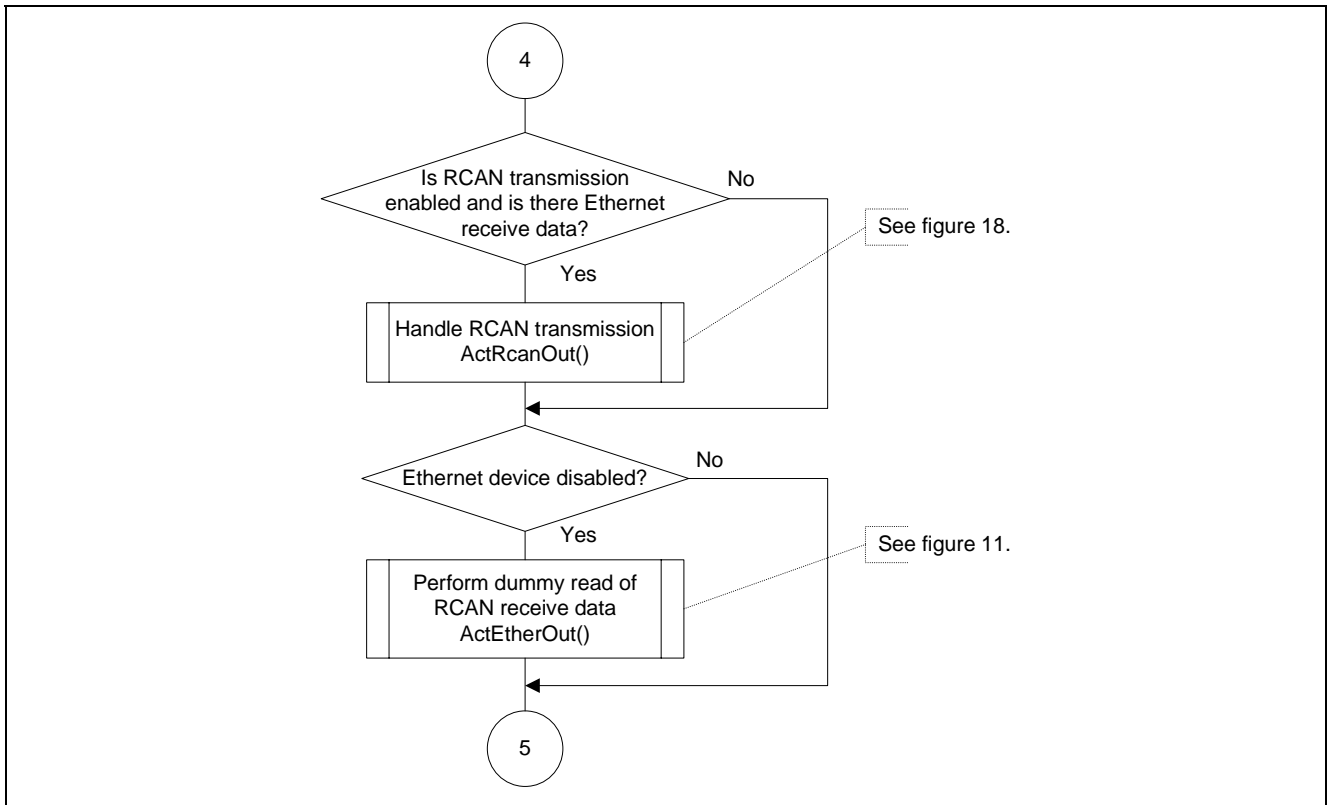 4
Is RCAN transmission
enabled and is there Ethernet
receive data?
No
See figure 18.
Yes
Handle RCAN transmission
ActRcanOut()
Ethernet device disabled?
No
Yes
See figure 11.
Perform dummy read of
RCAN receive data
ActEtherOut()
5